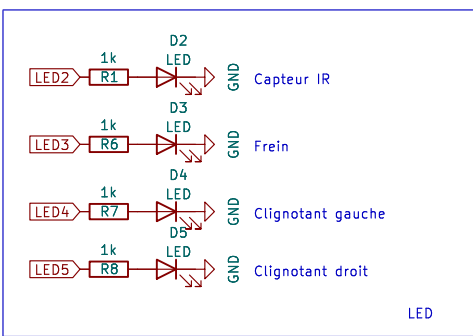 D2
1k LED
LED2 R1 GND Capteur IR
D3
1k LED
LED3 R6 GND Frein
D4
1k LED
LED4 R7 GND Clignotant gauche
D5
1k LED
LED5 R8 GND Clignotant droit
LED